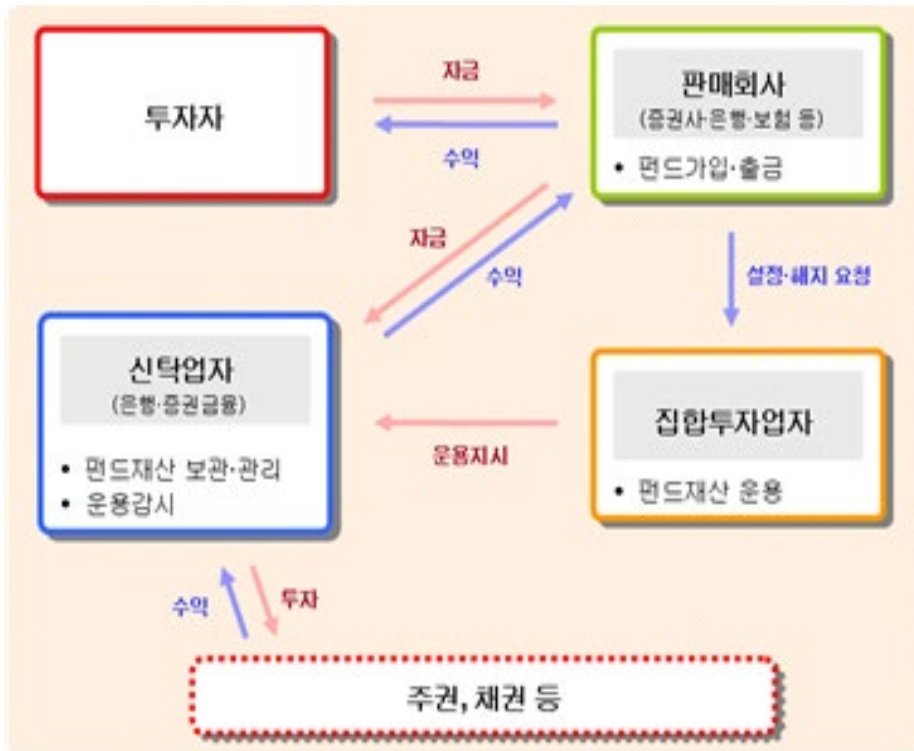 투자자
자금
수익
판매회사
(증권사·은행·보험 등)
• 펀드가입·출금
자금
수익
설정·해지 요청
신탁업자
(은행·증권금융)
• 펀드재산 보관·관리
• 운용감시
운용지시
집합투자업자
• 펀드재산 운용
수익
투자
주권, 채권 등